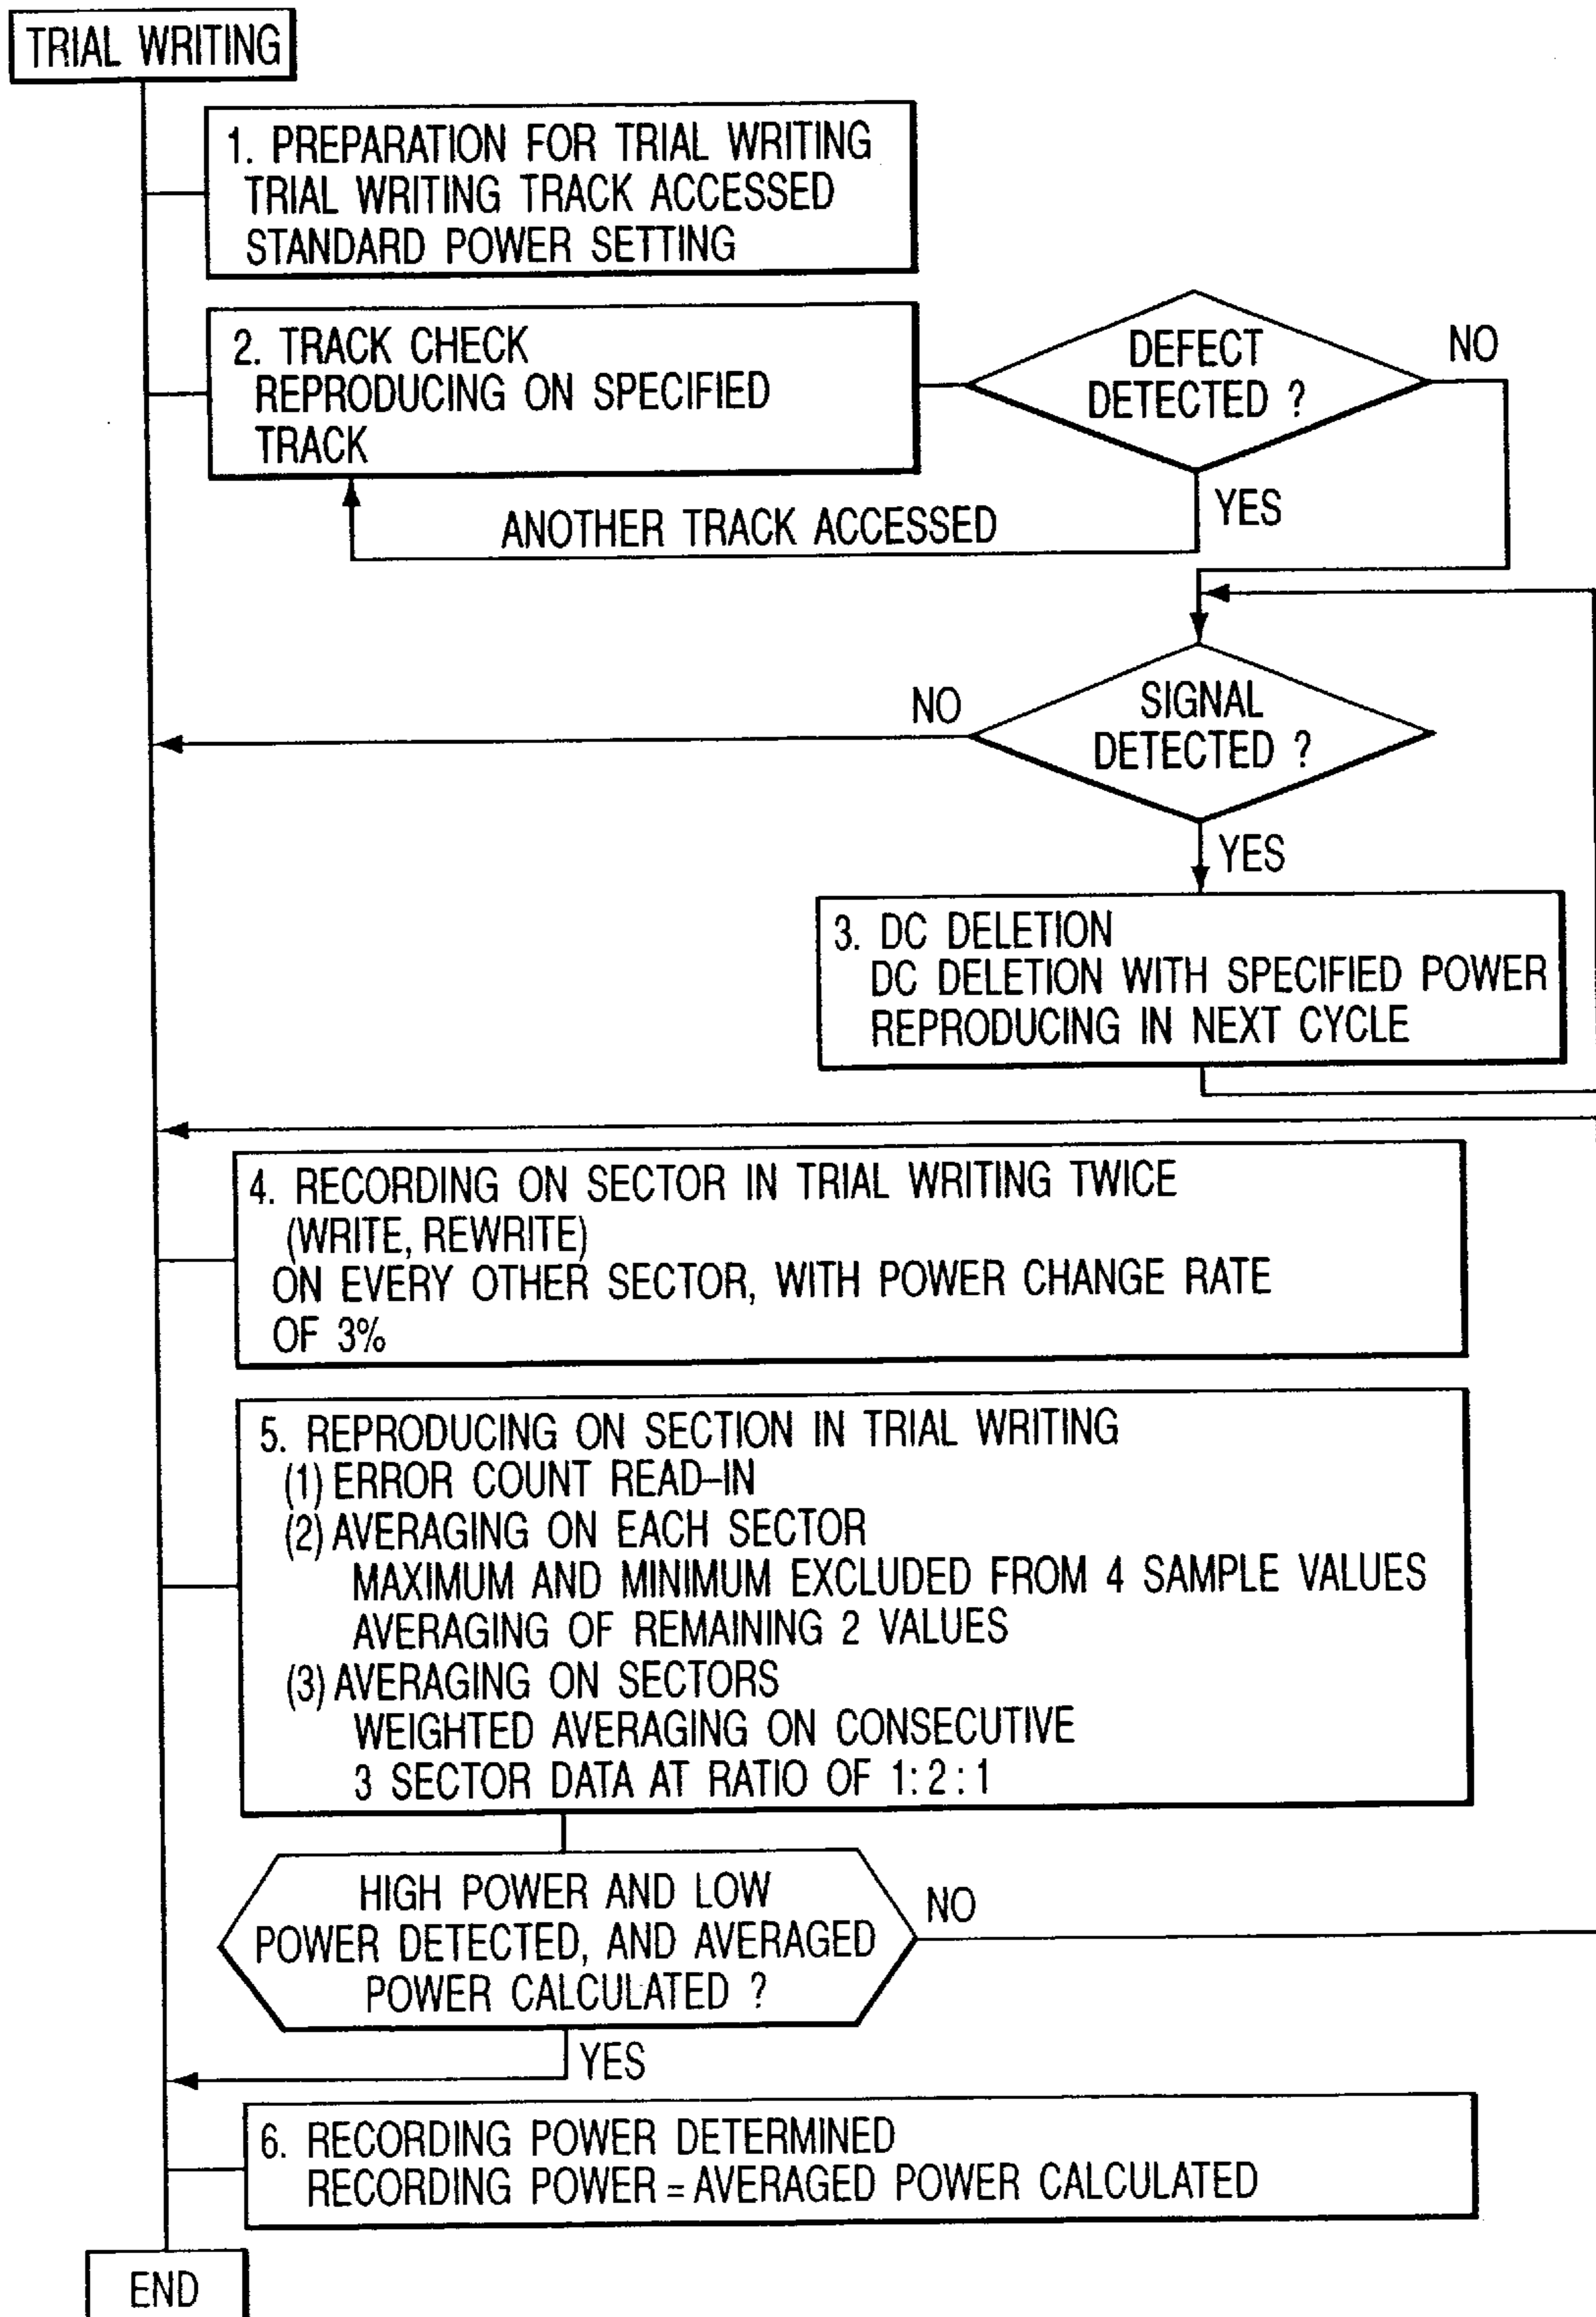 TRIAL WRITING
1. PREPARATION FOR TRIAL WRITING
TRIAL WRITING TRACK ACCESSED
STANDARD POWER SETTING
2. TRACK CHECK
REPRODUCING ON SPECIFIED
TRACK
DEFECT
DETECTED ?
NO
YES
ANOTHER TRACK ACCESSED
NO
SIGNAL
DETECTED ?
YES
3. DC DELETION
DC DELETION WITH SPECIFIED POWER
REPRODUCING IN NEXT CYCLE
4. RECORDING ON SECTOR IN TRIAL WRITING TWICE
(WRITE, REWRITE)
ON EVERY OTHER SECTOR, WITH POWER CHANGE RATE
OF 3%
5. REPRODUCING ON SECTION IN TRIAL WRITING
(1) ERROR COUNT READ-IN
(2) AVERAGING ON EACH SECTOR
MAXIMUM AND MINIMUM EXCLUDED FROM 4 SAMPLE VALUES
AVERAGING OF REMAINING 2 VALUES
(3) AVERAGING ON SECTORS
WEIGHTED AVERAGING ON CONSECUTIVE
3 SECTOR DATA AT RATIO OF 1:2:1
HIGH POWER AND LOW
POWER DETECTED, AND AVERAGED
POWER CALCULATED ?
NO
YES
6. RECORDING POWER DETERMINED
RECORDING POWER = AVERAGED POWER CALCULATED
END